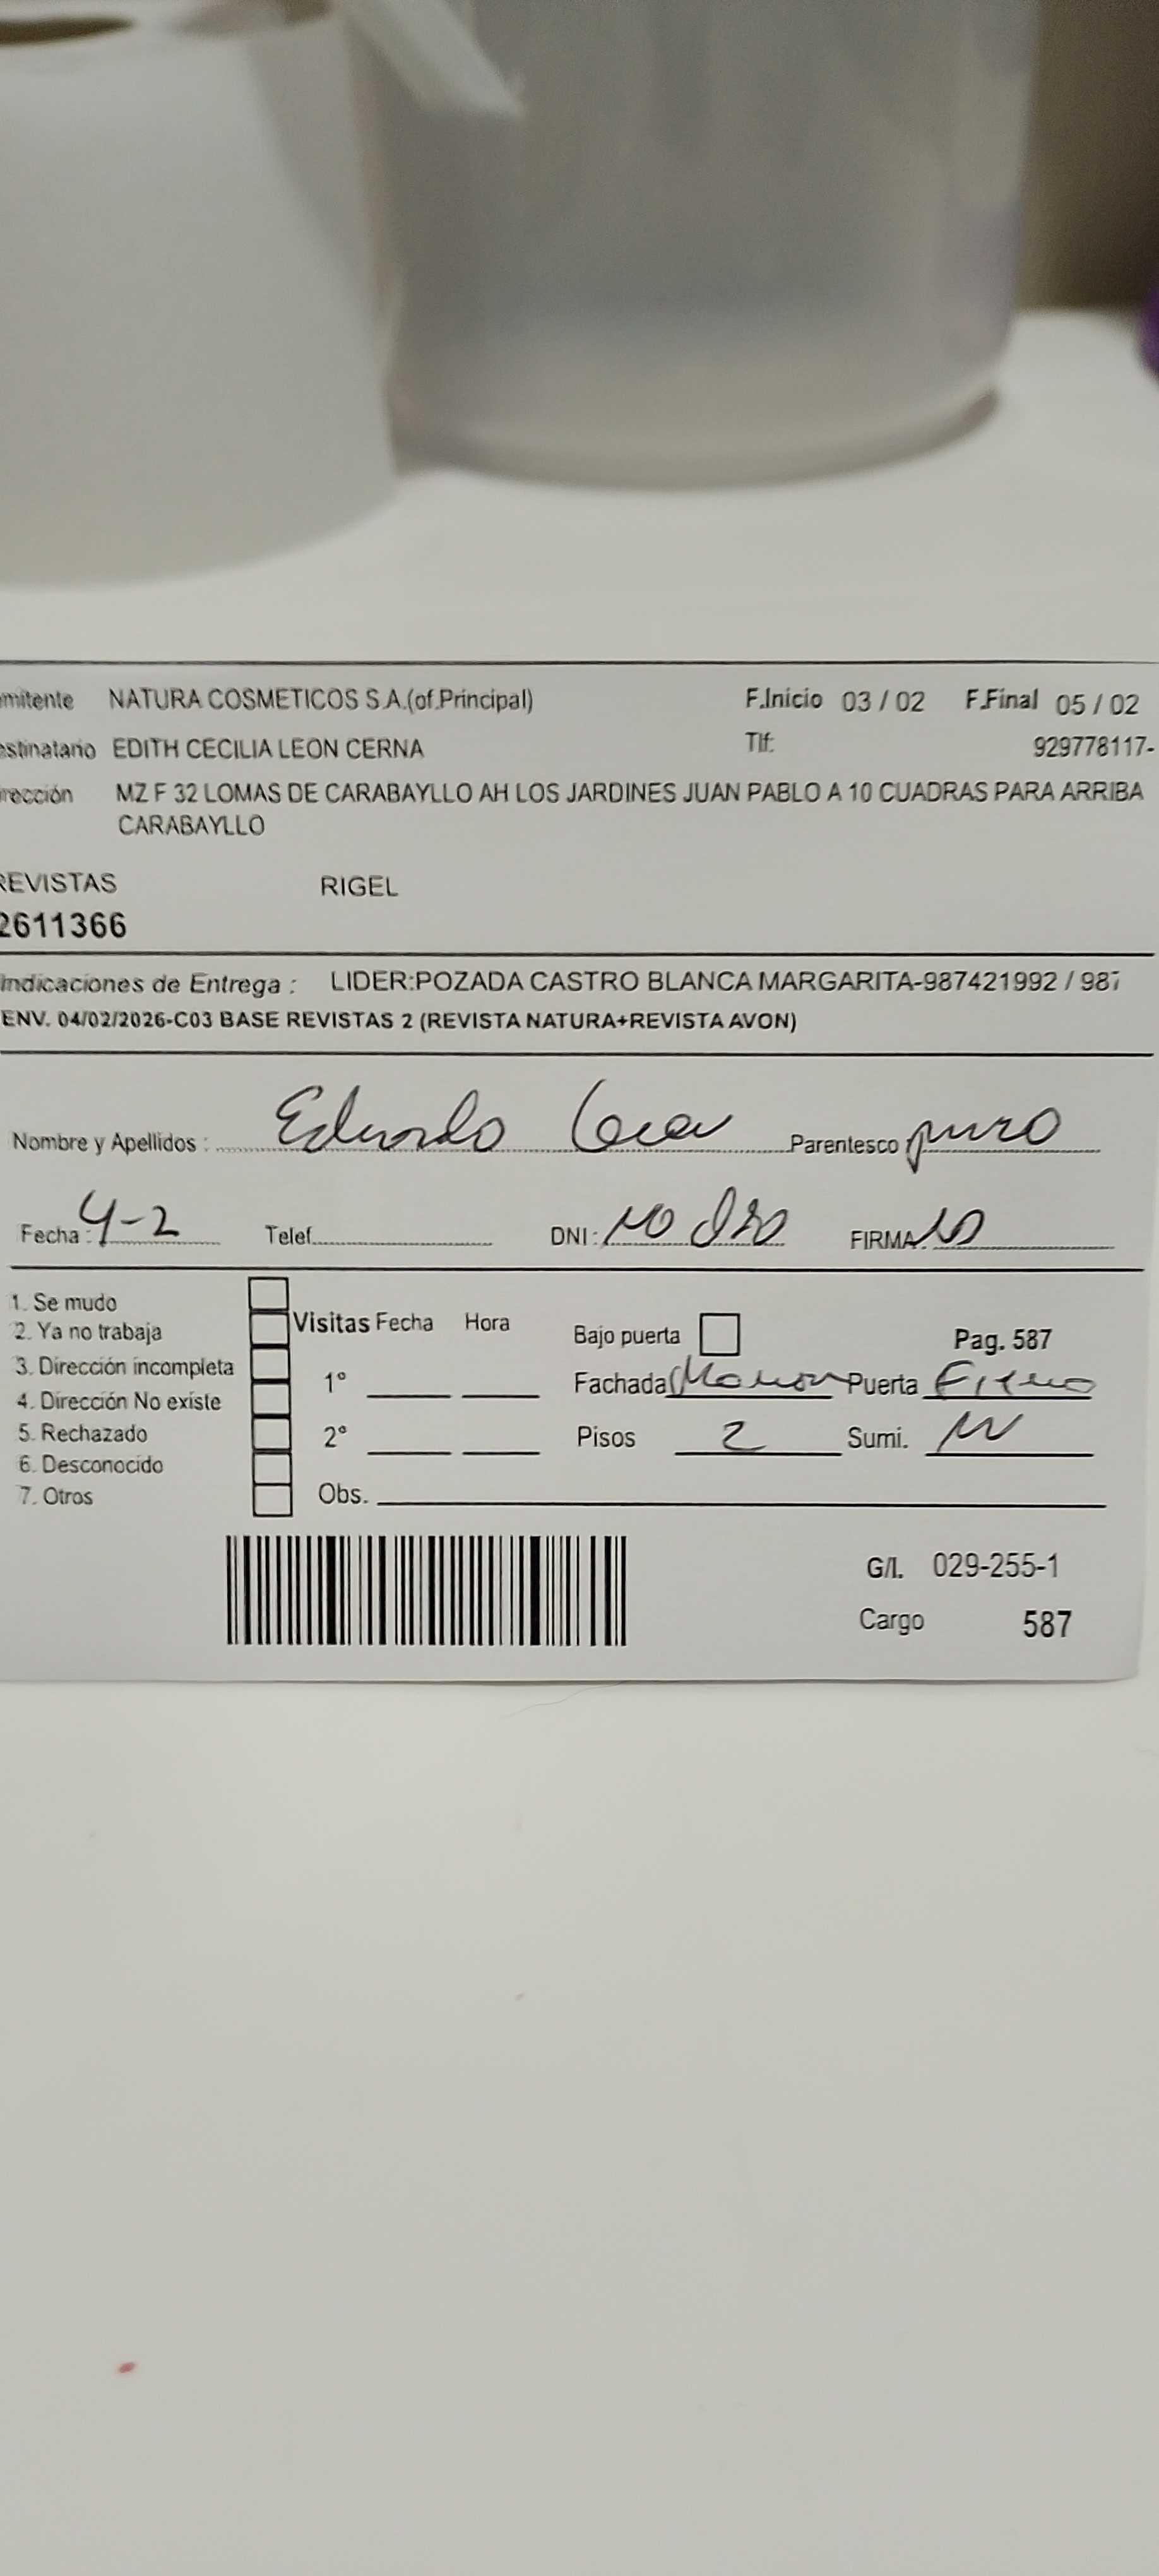 mitente NATURA COSMETICOS S.A.(of.Principal) F.Inicio 03 / 02 F.Final 05 / 02
estinatario EDITH CECILIA LEON CERNA Tlf: 929778117-
rección MZ F 32 LOMAS DE CARABAYLLO AH LOS JARDINES JUAN PABLO A 10 CUADRAS PARA ARRIBA
CARABAYLLO
REVISTAS RIGEL
2611366
Indicaciones de Entrega : LIDER:POZADA CASTRO BLANCA MARGARITA-987421992 / 987
ENV. 04/02/2026-C03 BASE REVISTAS 2 (REVISTA NATURA+REVISTA AVON)
Nombre y Apellidos : Eduardo Parentesco :
Fecha : 4-2 Telef. DNI : NO FIRMA
1. Se mudo
2. Ya no trabaja
3. Dirección incompleta
4. Dirección No existe
5. Rechazado
6. Desconocido
7. Otros
Visitas Fecha Hora
1°
2°
Obs.
Bajo puerta Pag. 587
Fachada Puerta
Pisos 2 Sumi.
G/I. 029-255-1
Cargo 587